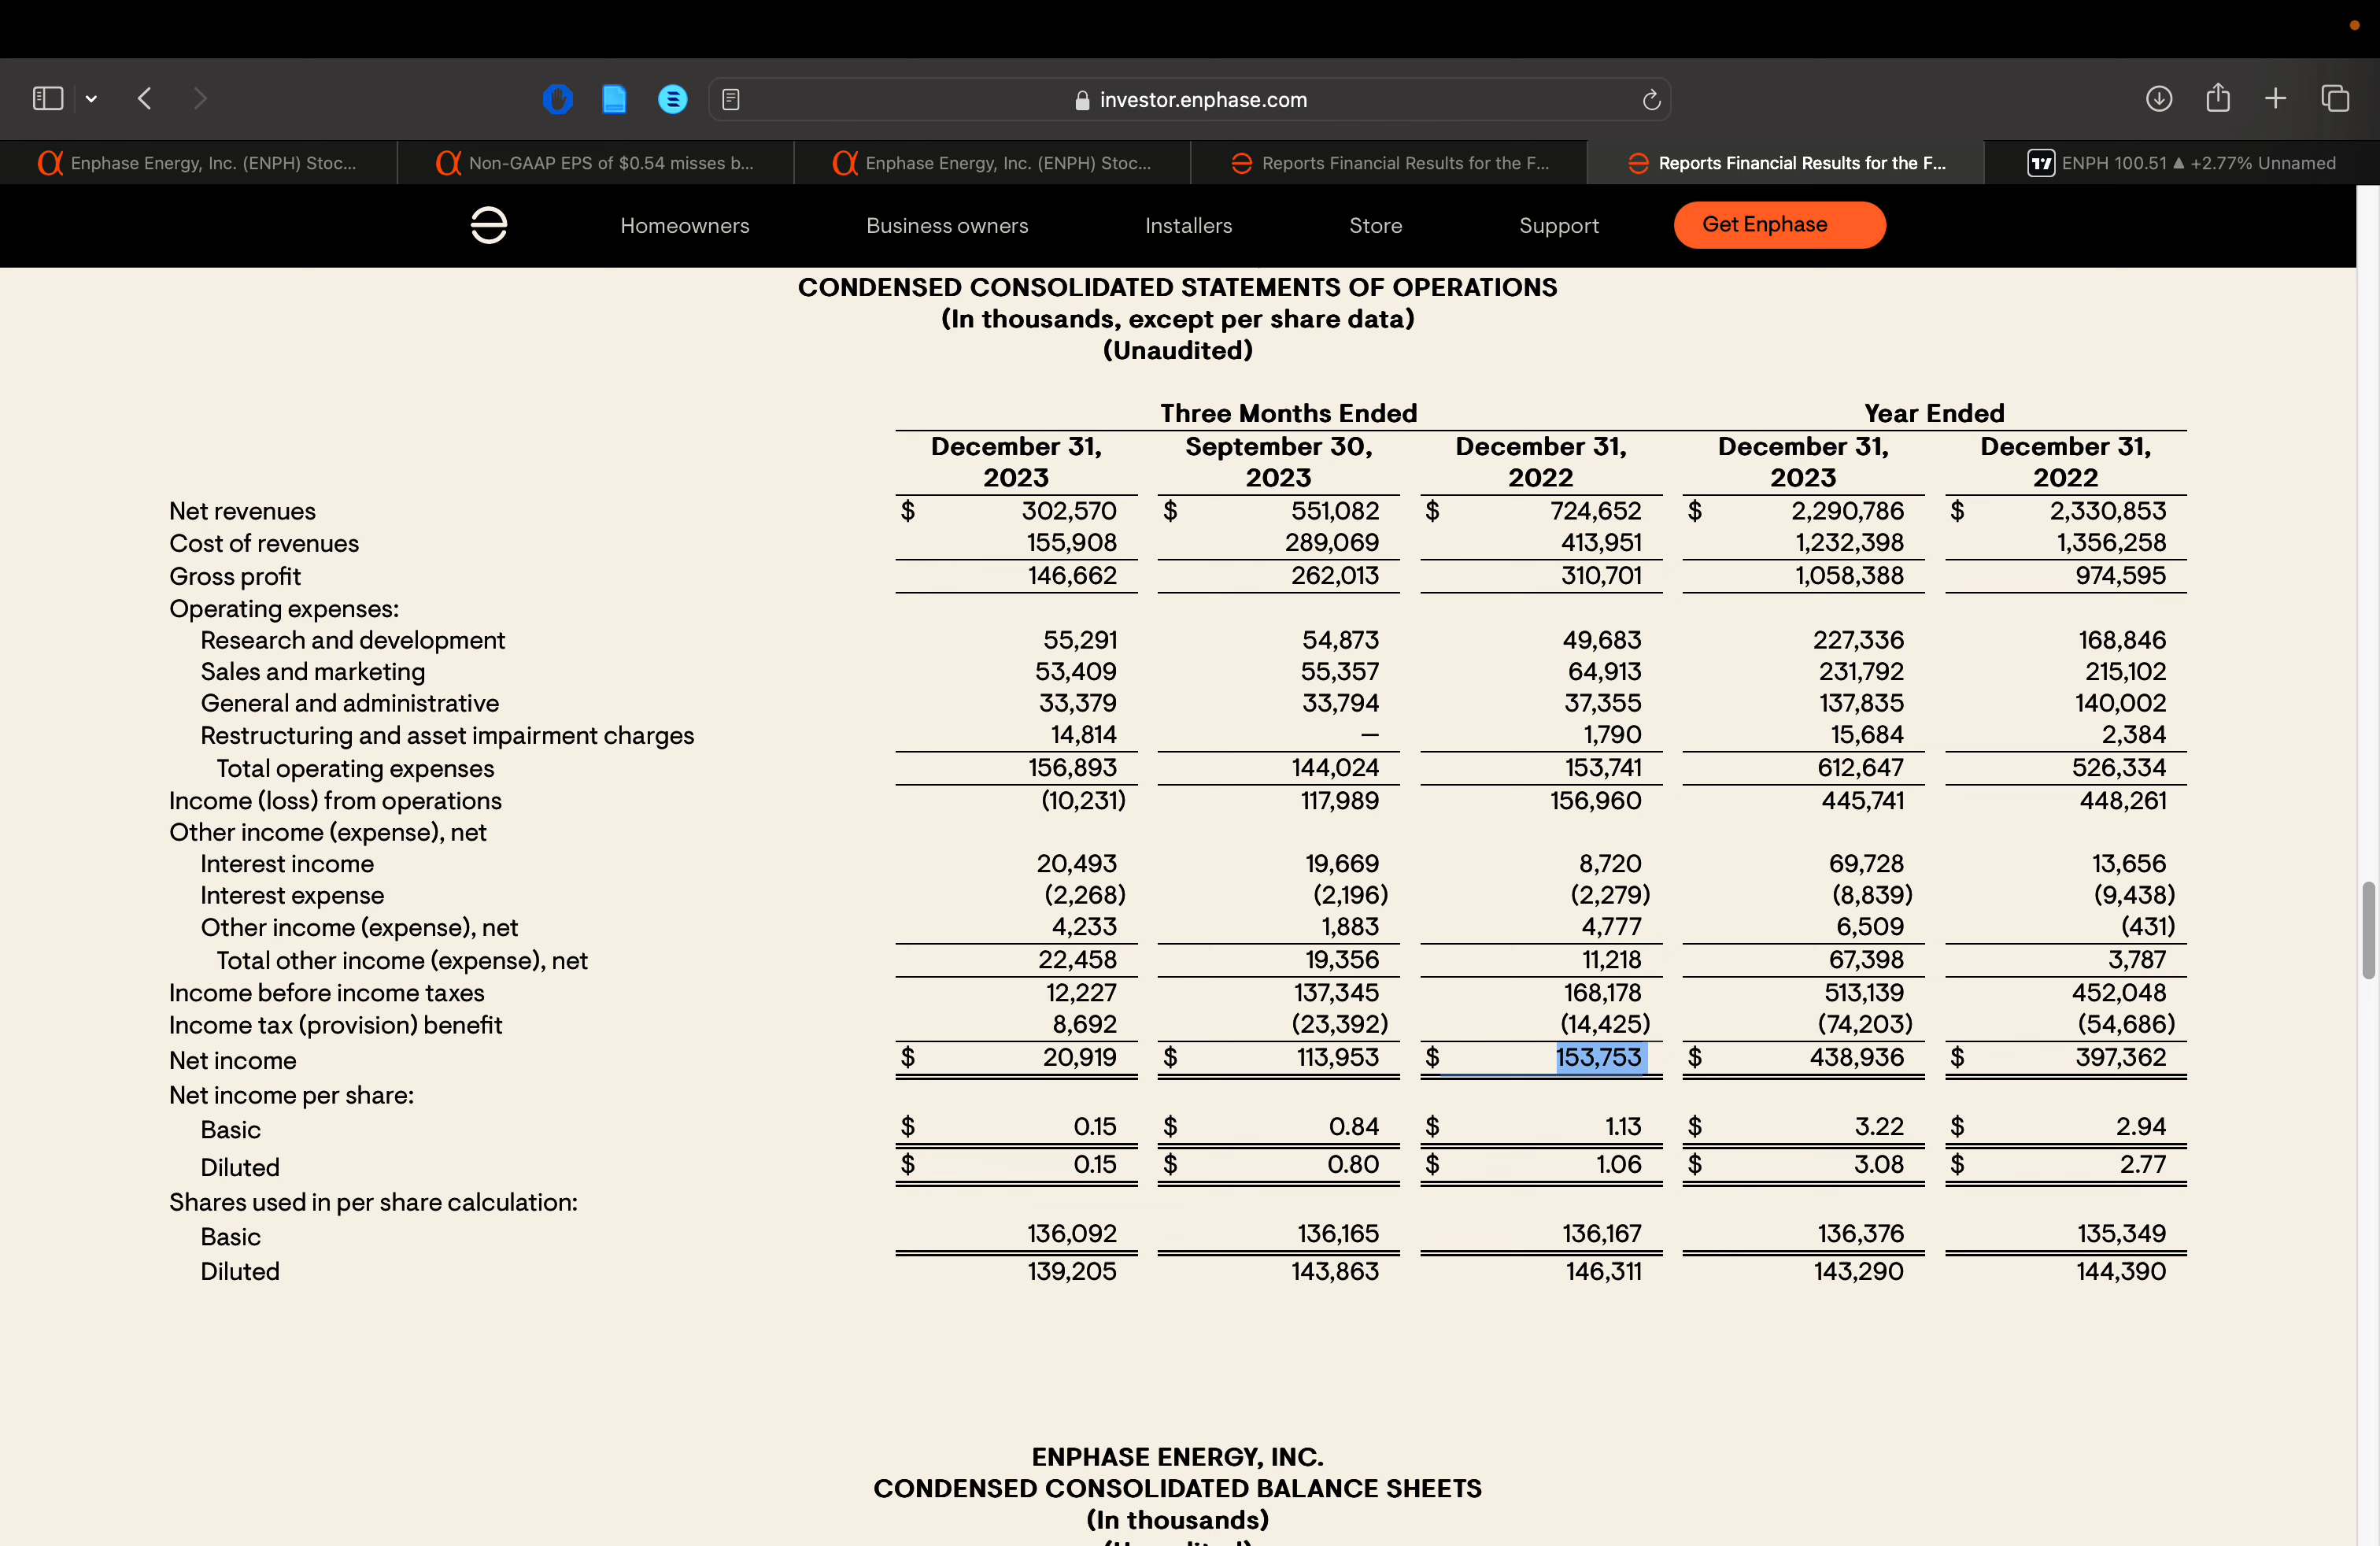 investor.enphase.com
Enphase Energy, Inc. (ENPH) Stoc...
Non-GAAP EPS of $0.54 misses b...
Enphase Energy, Inc. (ENPH) Stoc...
Reports Financial Results for the F...
Reports Financial Results for the F...
ENPH 100.51 ▲ +2.77% Unnamed
Homeowners Business owners Installers Store Support Get Enphase
CONDENSED CONSOLIDATED STATEMENTS OF OPERATIONS
(In thousands, except per share data)
(Unaudited)
Three Months Ended Year Ended
December 31, September 30, December 31, December 31, December 31,
2023 2023 2022 2023 2022
Net revenues $ 302,570 $ 551,082 $ 724,652 $ 2,290,786 $ 2,330,853
Cost of revenues 155,908 289,069 413,951 1,232,398 1,356,258
Gross profit 146,662 262,013 310,701 1,058,388 974,595
Operating expenses:
Research and development 55,291 54,873 49,683 227,336 168,846
Sales and marketing 53,409 55,357 64,913 231,792 215,102
General and administrative 33,379 33,794 37,355 137,835 140,002
Restructuring and asset impairment charges 14,814 — 1,790 15,684 2,384
Total operating expenses 156,893 144,024 153,741 612,647 526,334
Income (loss) from operations (10,231) 117,989 156,960 445,741 448,261
Other income (expense), net
Interest income 20,493 19,669 8,720 69,728 13,656
Interest expense (2,268) (2,196) (2,279) (8,839) (9,438)
Other income (expense), net 4,233 1,883 4,777 6,509 (431)
Total other income (expense), net 22,458 19,356 11,218 67,398 3,787
Income before income taxes 12,227 137,345 168,178 513,139 452,048
Income tax (provision) benefit 8,692 (23,392) (14,425) (74,203) (54,686)
Net income $ 20,919 $ 113,953 $ 153,753 $ 438,936 $ 397,362
Net income per share:
Basic $ 0.15 $ 0.84 $ 1.13 $ 3.22 $ 2.94
Diluted $ 0.15 $ 0.80 $ 1.06 $ 3.08 $ 2.77
Shares used in per share calculation:
Basic 136,092 136,165 136,167 136,376 135,349
Diluted 139,205 143,863 146,311 143,290 144,390
ENPHASE ENERGY, INC.
CONDENSED CONSOLIDATED BALANCE SHEETS
(In thousands)